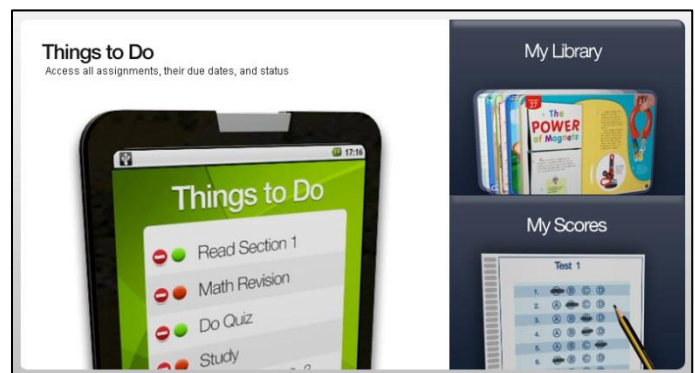 Things to Do
Access all assignments, their due dates, and status
17:16
Things to Do
Read Section 1
Math Revision
Do Quiz
Study
My Library
27
The
POWER
of Magnets
My Scores
Test 1
1. B C D
2. A C D
3. A B D
4. A B D
5. A B C
6. B C D